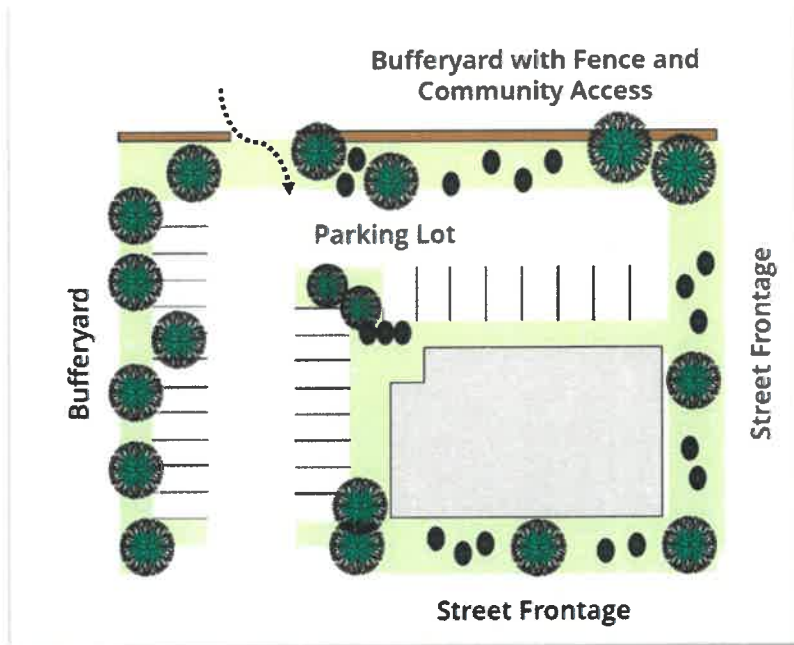 Bufferyard with Fence and
Community Access
Parking Lot
Bufferyard
Street Frontage
Street Frontage